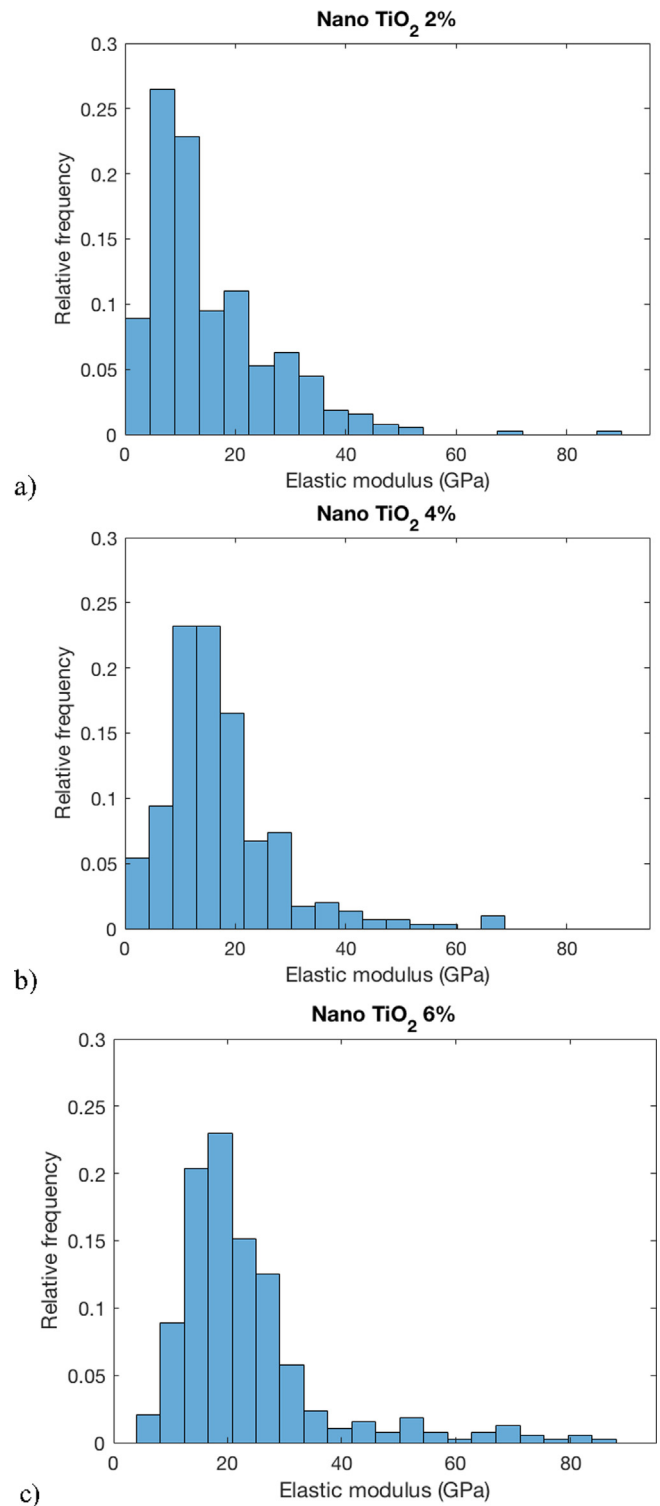 Nano TiO2 2%
0.3
0.25
0.2
0.15
0.1
0.05
0
Relative frequency
0 20 40 60 80
Elastic modulus (GPa)
a)
Nano TiO2 4%
0.3
0.25
0.2
0.15
0.1
0.05
0
Relative frequency
0 20 40 60 80
Elastic modulus (GPa)
b)
Nano TiO2 6%
0.3
0.25
0.2
0.15
0.1
0.05
0
Relative frequency
0 20 40 60 80
Elastic modulus (GPa)
c)